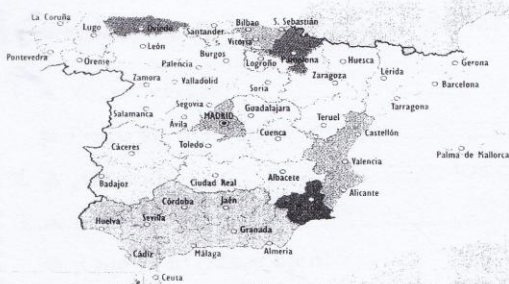 La Coruña
Lugo
Oviedo
Santander
Bilbao
S. Sebastián
León
Vitoria
Pamplona
Pontevedra
Orense
Palencia
Burgos
Logroño
Huesca
Gerona
Zamora
Valladolid
Soria
Zaragoza
Lérida
Barcelona
Tarragona
Salamanca
Segovia
MADRID
Guadalajara
Ávila
Teruel
Castellón
Cuenca
Cáceres
Toledo
Palma de Mallorca
Valencia
Badajoz
Ciudad Real
Albacete
Alicante
Córdoba
Jaén
Huelva
Sevilla
Granada
Cádiz
Málaga
Almería
Ceuta